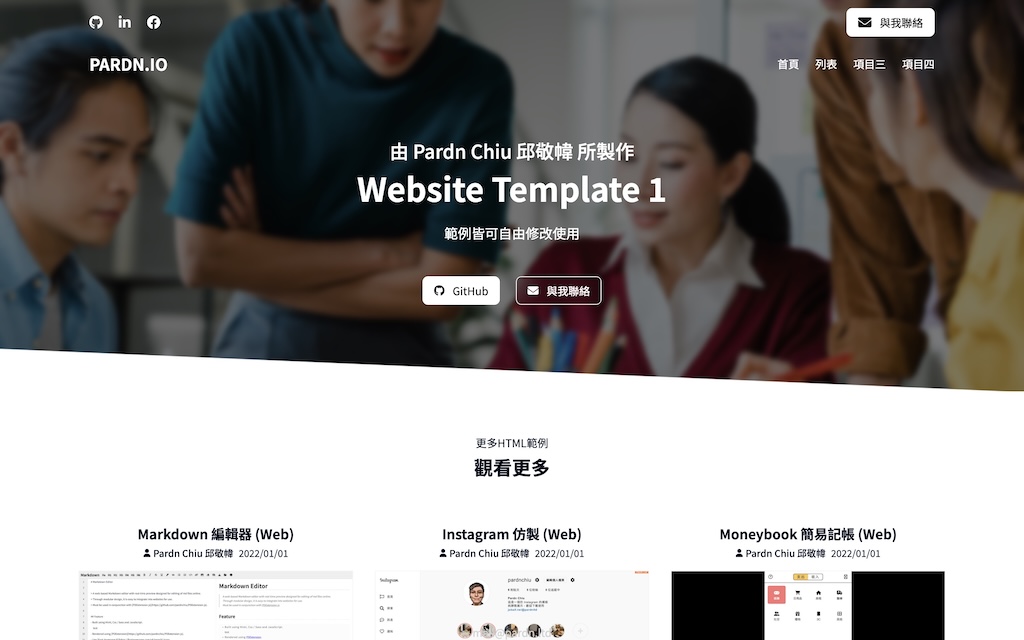 與我聯絡
PARDN.IO
首頁 列表 項目三 項目四
由 Pardn Chiu 邱敬幃 所製作
Website Template 1
範例皆可自由修改使用
GitHub 與我聯絡
更多HTML範例
觀看更多
Markdown 編輯器 (Web)
Pardn Chiu 邱敬幃 2022/01/01
Instagram 仿製 (Web)
Pardn Chiu 邱敬幃 2022/01/01
Moneybook 簡易記帳 (Web)
Pardn Chiu 邱敬幃 2022/01/01
Markdown
Markdown Editor
Feature
Instagram
pardnchiu